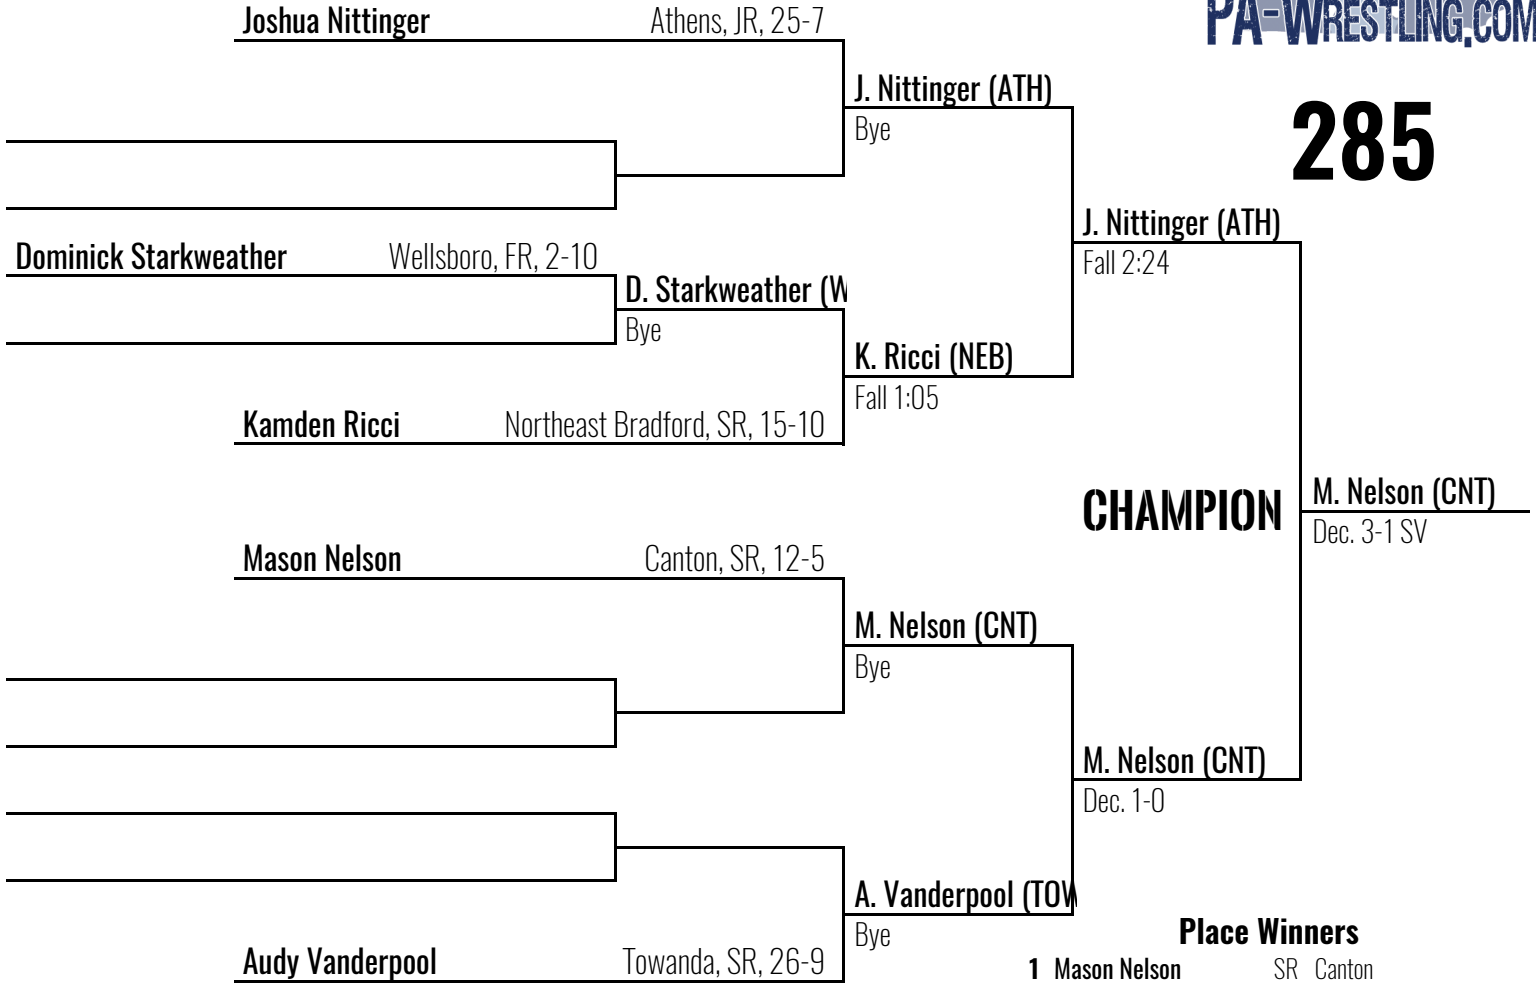 Joshua Nittinger Athens, JR, 25-7
PA-WRESTLING.COM
J. Nittinger (ATH)
Bye
285
J. Nittinger (ATH)
Fall 2:24
Dominick Starkweather Wellsboro, FR, 2-10
D. Starkweather (W
Bye
K. Ricci (NEB)
Fall 1:05
Kamden Ricci Northeast Bradford, SR, 15-10
CHAMPION
M. Nelson (CNT)
Dec. 3-1 SV
Mason Nelson Canton, SR, 12-5
M. Nelson (CNT)
Bye
M. Nelson (CNT)
Dec. 1-0
A. Vanderpool (TOW
Bye
Place Winners
Audy Vanderpool Towanda, SR, 26-9
1 Mason Nelson SR Canton